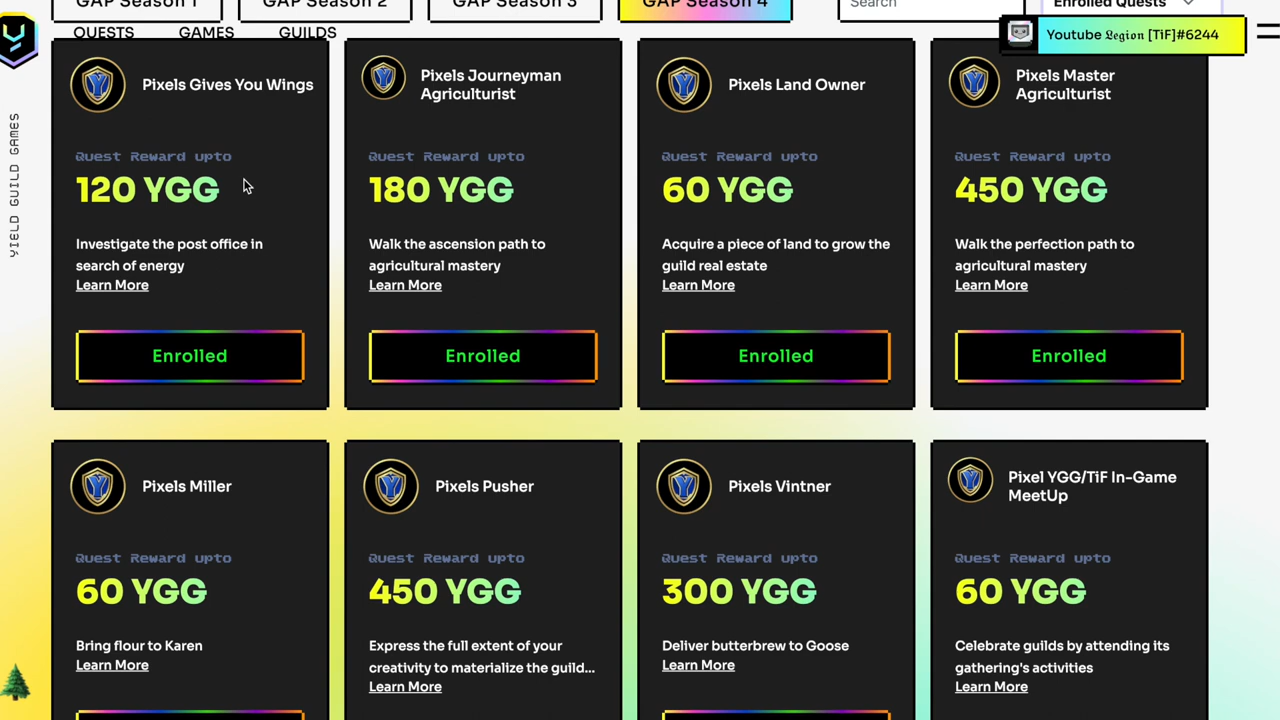 GAP Season 1
GAP Season 2
GAP Season 3
GAP Season 4
Search
Enrolled Quests
QUESTS
GAMES
GUILDS
Youtube 𝕷𝖊𝖌𝖎𝖔𝖓 [TiF]#6244
YIELD GUILD GAMES
Pixels Gives You Wings
Quest Reward upto
120 YGG
Investigate the post office in
search of energy
Learn More
Enrolled
Pixels Journeyman
Agriculturist
Quest Reward upto
180 YGG
Walk the ascension path to
agricultural mastery
Learn More
Enrolled
Pixels Land Owner
Quest Reward upto
60 YGG
Acquire a piece of land to grow the
guild real estate
Learn More
Enrolled
Pixels Master
Agriculturist
Quest Reward upto
450 YGG
Walk the perfection path to
agricultural mastery
Learn More
Enrolled
Pixels Miller
Quest Reward upto
60 YGG
Bring flour to Karen
Learn More
Pixels Pusher
Quest Reward upto
450 YGG
Express the full extent of your
creativity to materialize the guild...
Learn More
Pixels Vintner
Quest Reward upto
300 YGG
Deliver butterbrew to Goose
Learn More
Pixel YGG/TiF In-Game
MeetUp
Quest Reward upto
60 YGG
Celebrate guilds by attending its
gathering's activities
Learn More